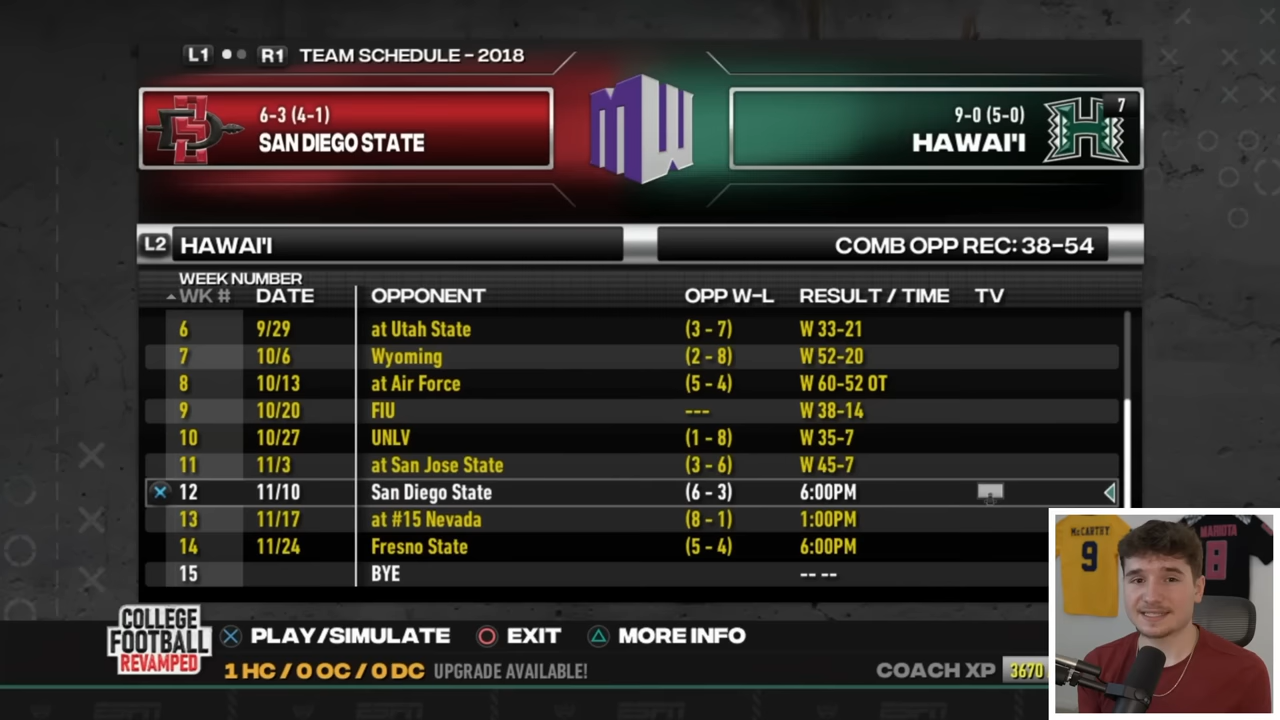 L1 R1 TEAM SCHEDULE - 2018
6-3 (4-1)
SAN DIEGO STATE
MW
9-0 (5-0)
HAWAI'I
H
7
L2 HAWAI'I COMB OPP REC: 38-54
WEEK NUMBER
WK # DATE OPPONENT OPP W-L RESULT / TIME TV
6 9/29 at Utah State (3 - 7) W 33-21
7 10/6 Wyoming (2 - 8) W 52-20
8 10/13 at Air Force (5 - 4) W 60-52 OT
9 10/20 FIU --- W 38-14
10 10/27 UNLV (1 - 8) W 35-7
11 11/3 at San Jose State (3 - 6) W 45-7
12 11/10 San Diego State (6 - 3) 6:00PM
13 11/17 at #15 Nevada (8 - 1) 1:00PM
14 11/24 Fresno State (5 - 4) 6:00PM
15 BYE -- --
McCARTHY
9
MARIOTA
8
COLLEGE
FOOTBALL
REVAMPED
PLAY/SIMULATE EXIT MORE INFO
1 HC / 0 OC / 0 DC UPGRADE AVAILABLE!
COACH XP 3670